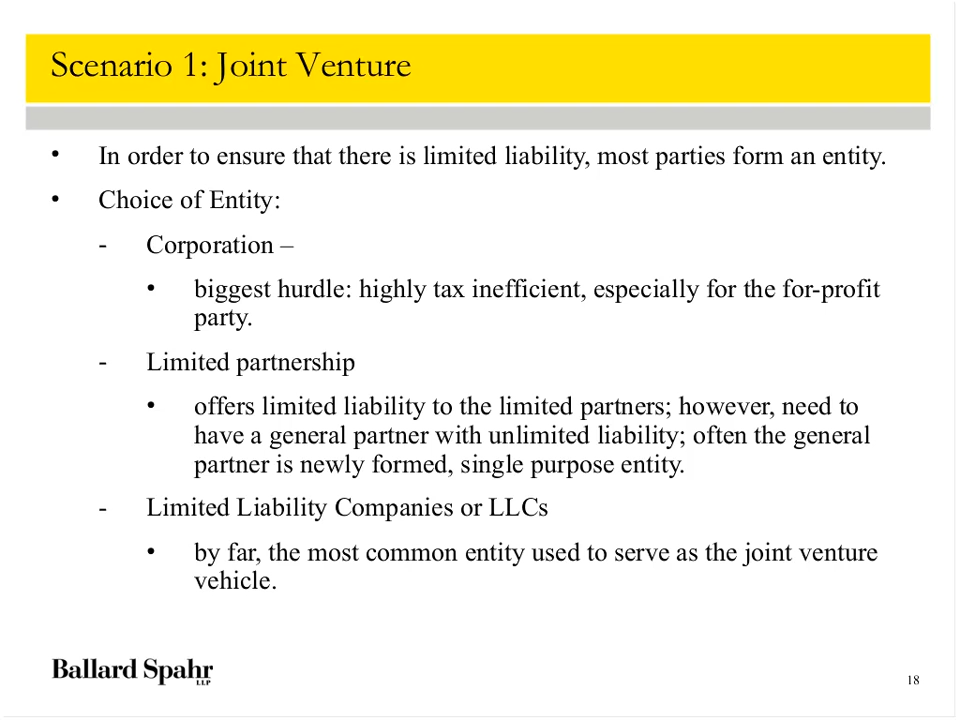 Scenario 1: Joint Venture
• In order to ensure that there is limited liability, most parties form an entity.
• Choice of Entity:
- Corporation –
• biggest hurdle: highly tax inefficient, especially for the for-profit
party.
- Limited partnership
• offers limited liability to the limited partners; however, need to
have a general partner with unlimited liability; often the general
partner is newly formed, single purpose entity.
- Limited Liability Companies or LLCs
• by far, the most common entity used to serve as the joint venture
vehicle.
Ballard Spahr
LLP
18